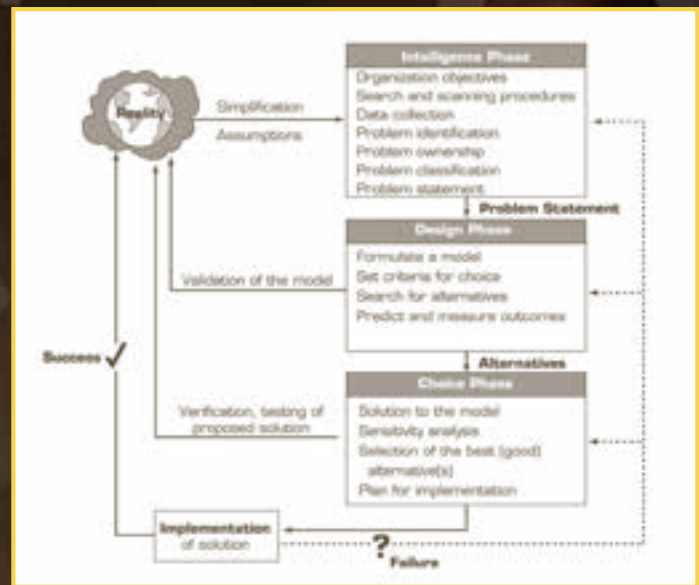 Intelligence Phase
Organization objectives
Search and scanning procedures
Data collection
Problem identification
Problem ownership
Problem classification
Problem statement
Reality
Simplification
Assumptions
Problem Statement
Design Phase
Formulate a model
Set criteria for choice
Search for alternatives
Predict and measure outcomes
Validation of the model
Success
Alternatives
Choice Phase
Solution to the model
Sensitivity analysis
Selection of the best (good)
alternative(s)
Plan for implementation
Verification, testing of
proposed solution
Implementation
of solution
?
Failure